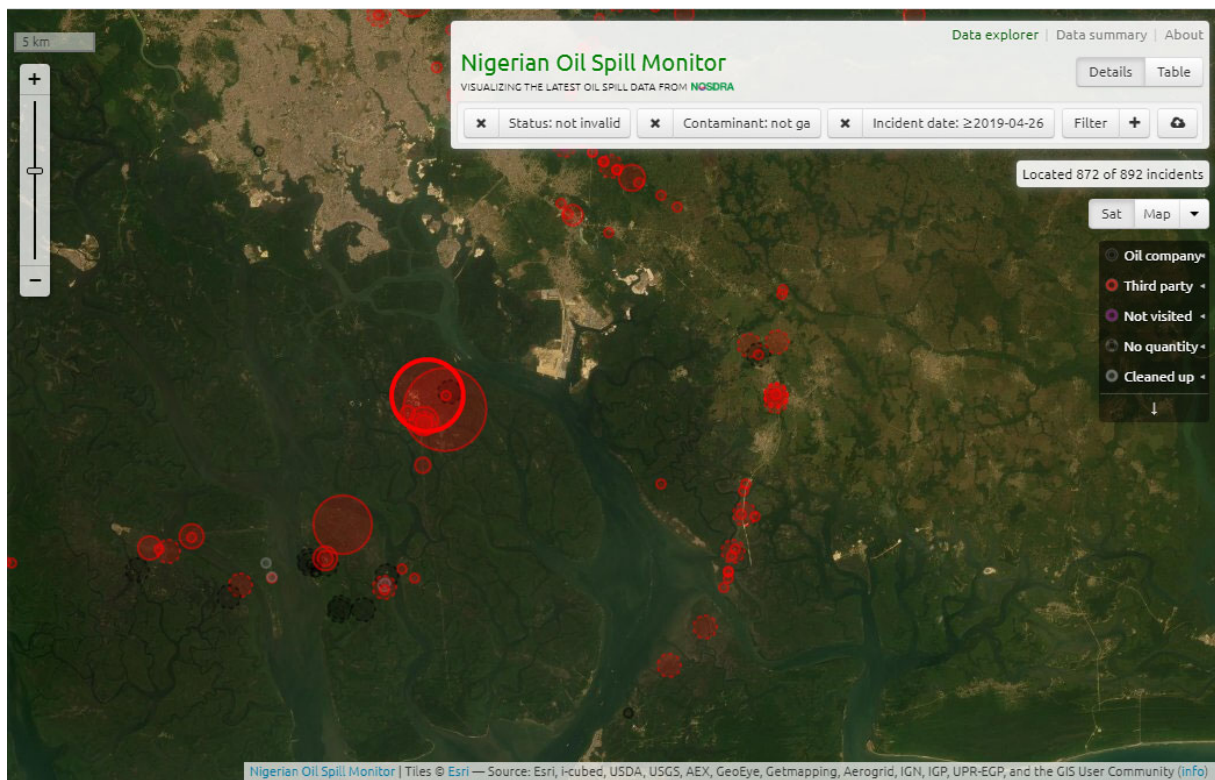 5 km
Data explorer | Data summary | About
Nigerian Oil Spill Monitor
VISUALIZING THE LATEST OIL SPILL DATA FROM NOSDRA
Details Table
× Status: not invalid × Contaminant: not ga × Incident date: ≥2019-04-26 Filter +
Located 872 of 892 incidents
Sat Map
Oil company
Third party
Not visited
No quantity
Cleaned up
↓
+
−
Nigerian Oil Spill Monitor | Tiles © Esri — Source: Esri, i-cubed, USDA, USGS, AEX, GeoEye, Getmapping, Aerogrid, IGN, IGP, UPR-EGP, and the GIS User Community (info)